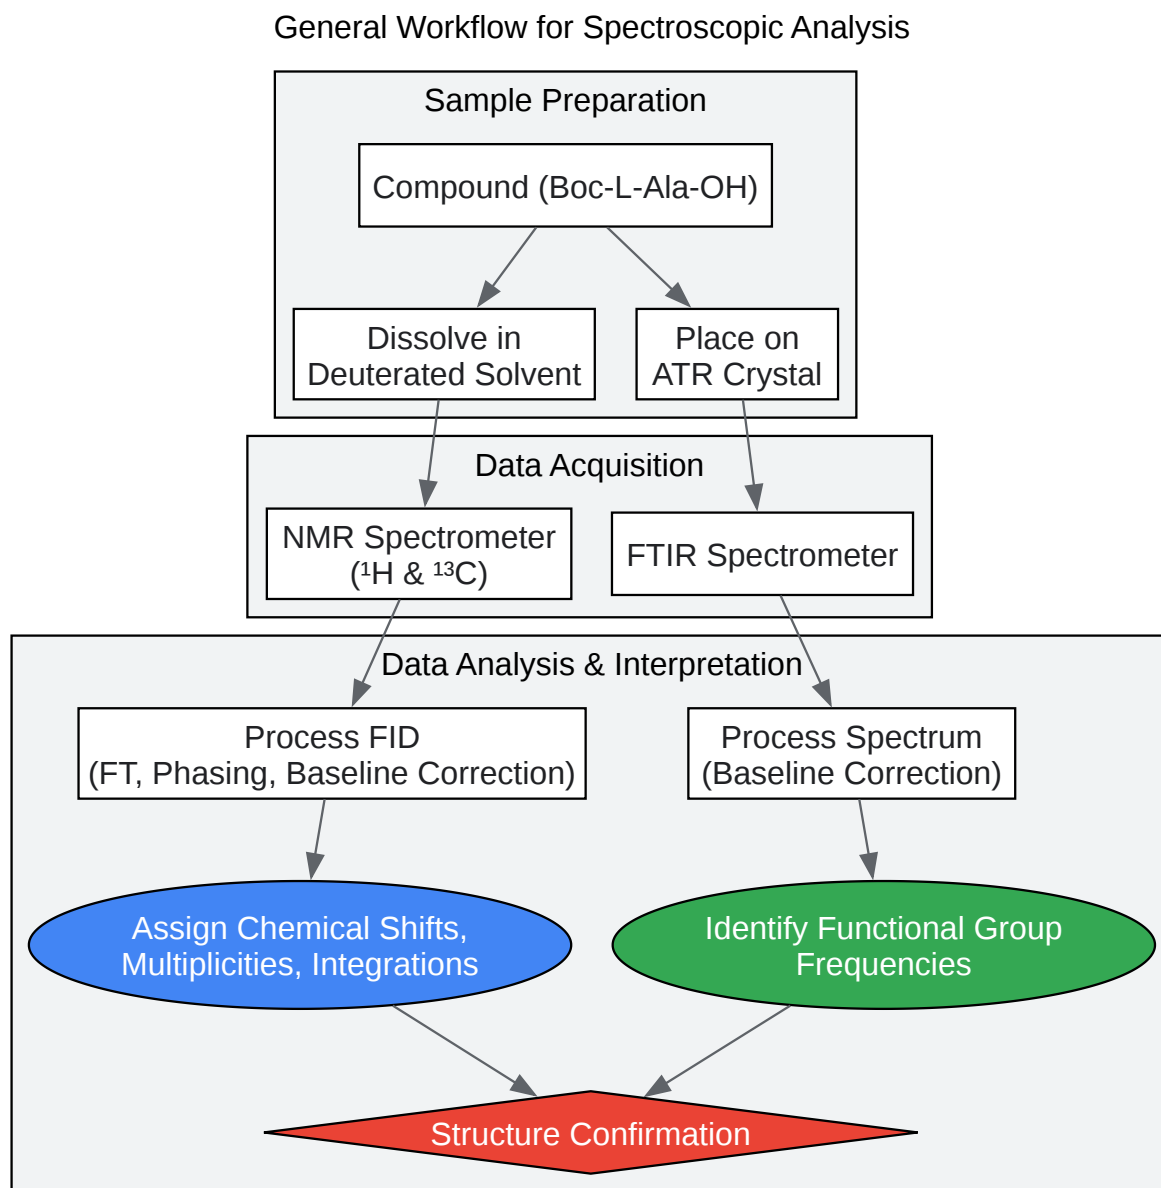 General Workflow for Spectroscopic Analysis
Sample Preparation
Compound (Boc-L-Ala-OH)
Dissolve in
Deuterated Solvent
Place on
ATR Crystal
Data Acquisition
NMR Spectrometer
(¹H & ¹³C)
FTIR Spectrometer
Data Analysis & Interpretation
Process FID
(FT, Phasing, Baseline Correction)
Process Spectrum
(Baseline Correction)
Assign Chemical Shifts,
Multiplicities, Integrations
Identify Functional Group
Frequencies
Structure Confirmation